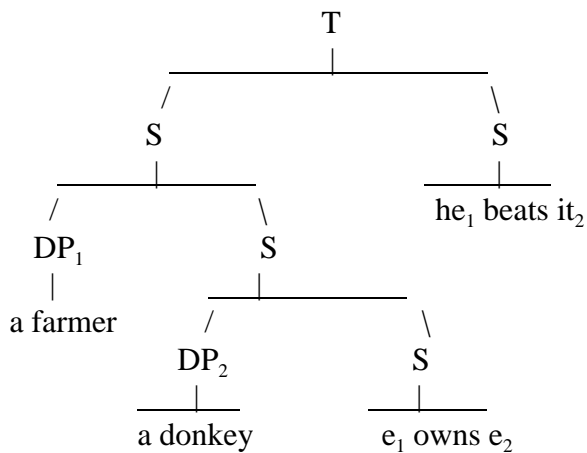 T
S S
he₁ beats it₂
DP₁ S
a farmer
DP₂ S
a donkey e₁ owns e₂